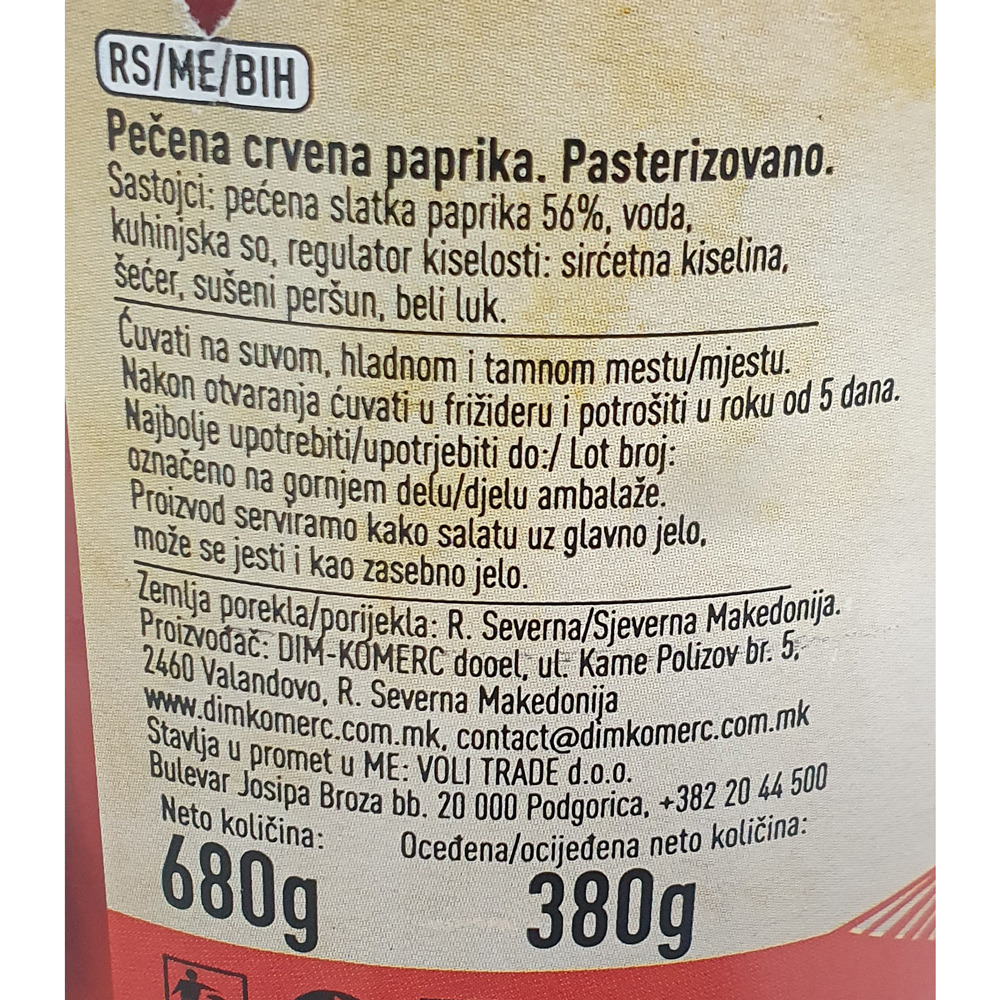 RS/ME/BIH
Pečena crvena paprika. Pasterizovano.
Sastojci: pećena slatka paprika 56%, voda,
kuhinjska so, regulator kiselosti: sirćetna kiselina,
šećer, sušeni peršun, beli luk.
Ćuvati na suvom, hladnom i tamnom mestu/mjestu.
Nakon otvaranja ćuvati u frižideru i potrošiti u roku od 5 dana.
Najbolje upotrebiti/upotrjebiti do:/ Lot broj:
označeno na gornjem delu/djelu ambalaže.
Proizvod serviramo kako salatu uz glavno jelo,
može se jesti i kao zasebno jelo.
Zemlja porekla/porijekla: R. Severna/Sjeverna Makedonija.
Proizvođač: DIM-KOMERC dooel, ul: Kame Polizov br. 5,
2460 Valandovo, R. Severna Makedonija
www.dimkomerc.com.mk, contact@dimkomerc.com.mk
Stavlja u promet u ME: VOLI TRADE d.o.o.
Bulevar Josipa Broza bb. 20 000 Podgorica, +382 20 44 500
Neto količina: Oceđena/ocijeđena neto količina:
680g 380g